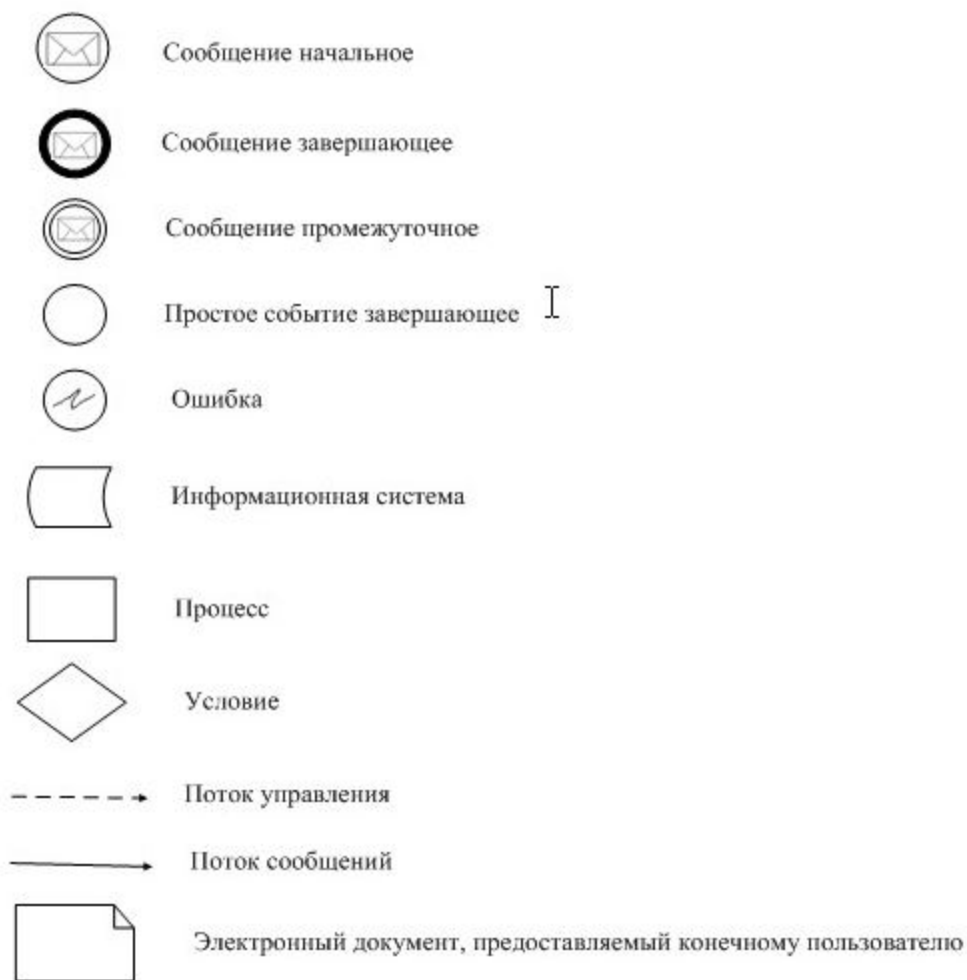 Сообщение начальное
Сообщение завершающее
Сообщение промежуточное
Простое событие завершающее
Ошибка
Информационная система
Процесс
Условие
Поток управления
Поток сообщений
Электронный документ, предоставляемый конечному пользователю